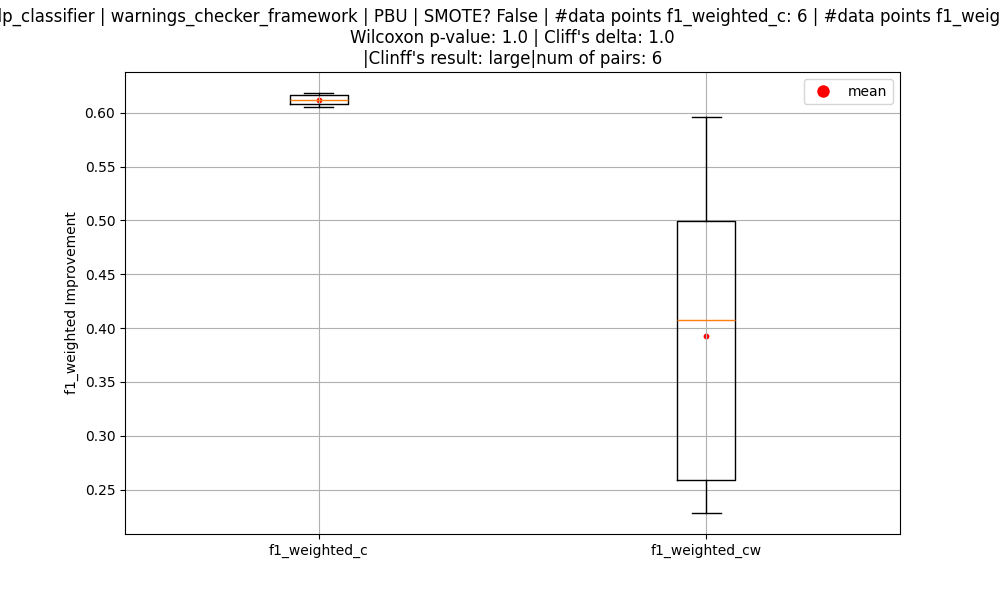 lp_classifier | warnings_checker_framework | PBU | SMOTE? False | #data points f1_weighted_c: 6 | #data points f1_weig
Wilcoxon p-value: 1.0 | Cliff's delta: 1.0
|Clinff's result: large|num of pairs: 6
mean
0.60
0.55
0.50
0.45
0.40
0.35
0.30
0.25
f1_weighted Improvement
f1_weighted_c
f1_weighted_cw